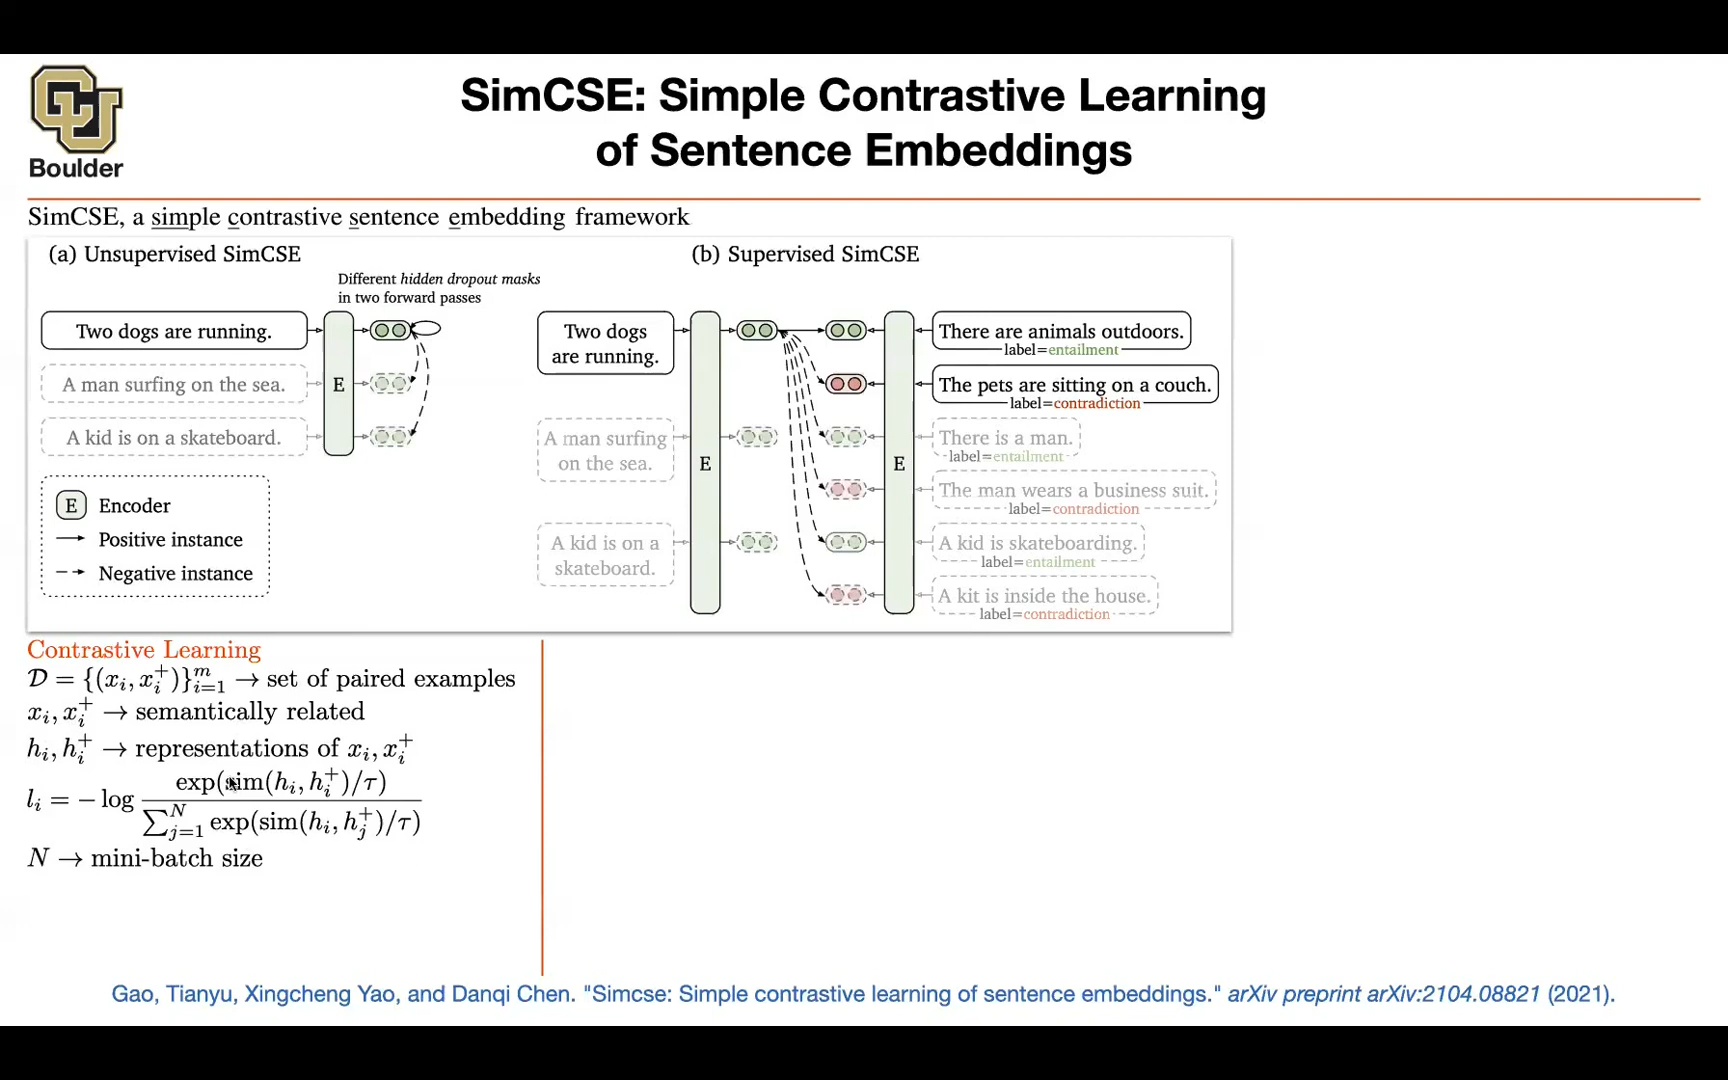 CU
Boulder
SimCSE: Simple Contrastive Learning
of Sentence Embeddings
SimCSE, a simple contrastive sentence embedding framework
(a) Unsupervised SimCSE
Different hidden dropout masks
in two forward passes
Two dogs are running.
A man surfing on the sea.
E
A kid is on a skateboard.
E Encoder
→ Positive instance
⇢ Negative instance
(b) Supervised SimCSE
Two dogs
are running.
A man surfing
on the sea.
A kid is on a
skateboard.
E
E
There are animals outdoors.
label=entailment
The pets are sitting on a couch.
label=contradiction
There is a man.
label=entailment
The man wears a business suit.
label=contradiction
A kid is skateboarding.
label=entailment
A kit is inside the house.
label=contradiction
Contrastive Learning
𝒟 = {(x_i, x_i^+)}_{i=1}^m → set of paired examples
x_i, x_i^+ → semantically related
h_i, h_i^+ → representations of x_i, x_i^+
l_i = − log exp(sim(h_i, h_i^+)/τ) / ∑_{j=1}^N exp(sim(h_i, h_j^+)/τ)
N → mini-batch size
Gao, Tianyu, Xingcheng Yao, and Danqi Chen. "Simcse: Simple contrastive learning of sentence embeddings." arXiv preprint arXiv:2104.08821 (2021).